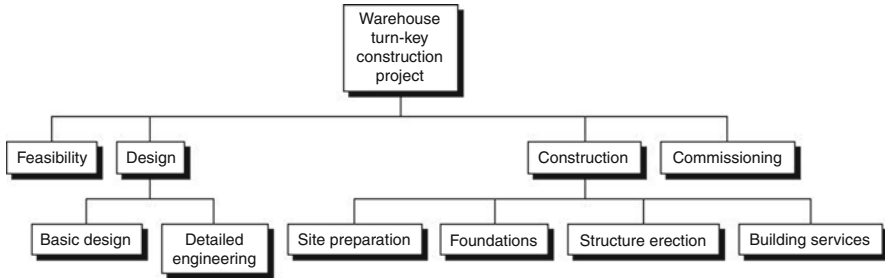 Warehouse
turn-key
construction
project
Feasibility
Design
Construction
Commissioning
Basic design
Detailed
engineering
Site preparation
Foundations
Structure erection
Building services